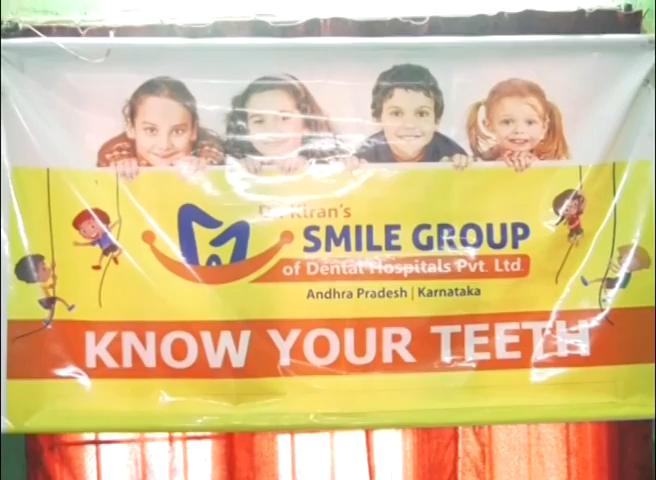 Dr. Kiran's
SMILE GROUP
of Dental Hospitals Pvt. Ltd.
Andhra Pradesh | Karnataka
KNOW YOUR TEETH